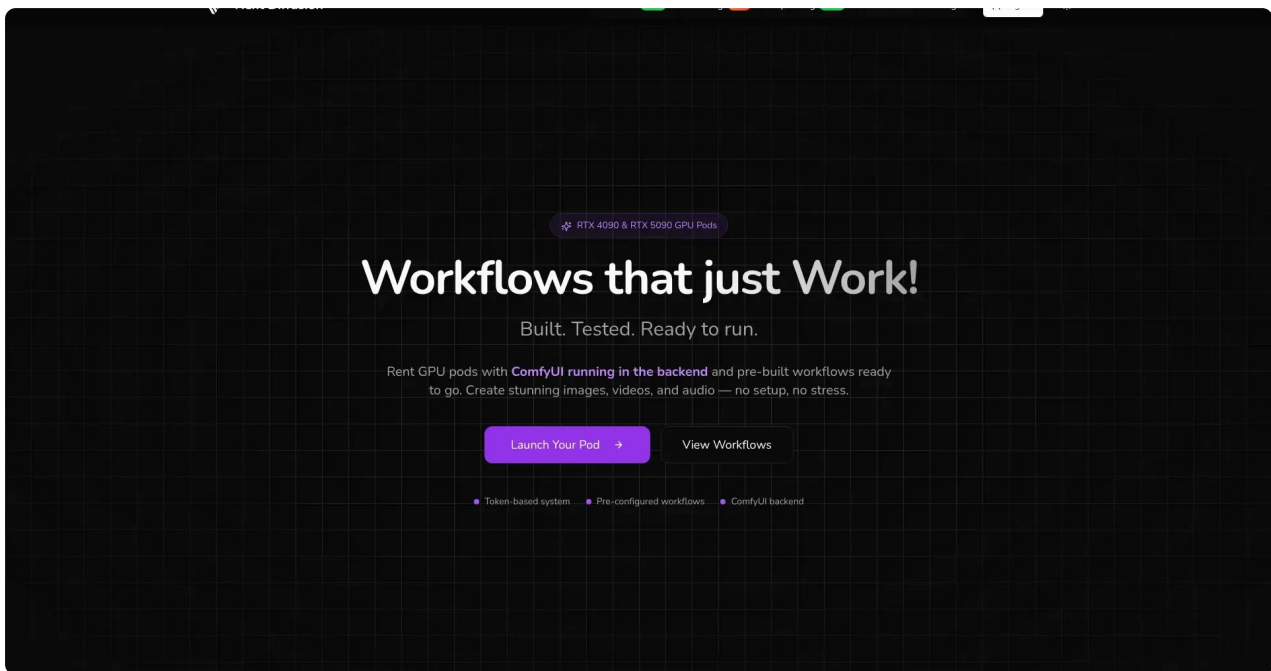 RTX 4090 & RTX 5090 GPU Pods
Workflows that just Work!
Built. Tested. Ready to run.
Rent GPU pods with ComfyUI running in the backend and pre-built workflows ready
to go. Create stunning images, videos, and audio — no setup, no stress.
Launch Your Pod →
View Workflows
Token-based system
Pre-configured workflows
ComfyUI backend